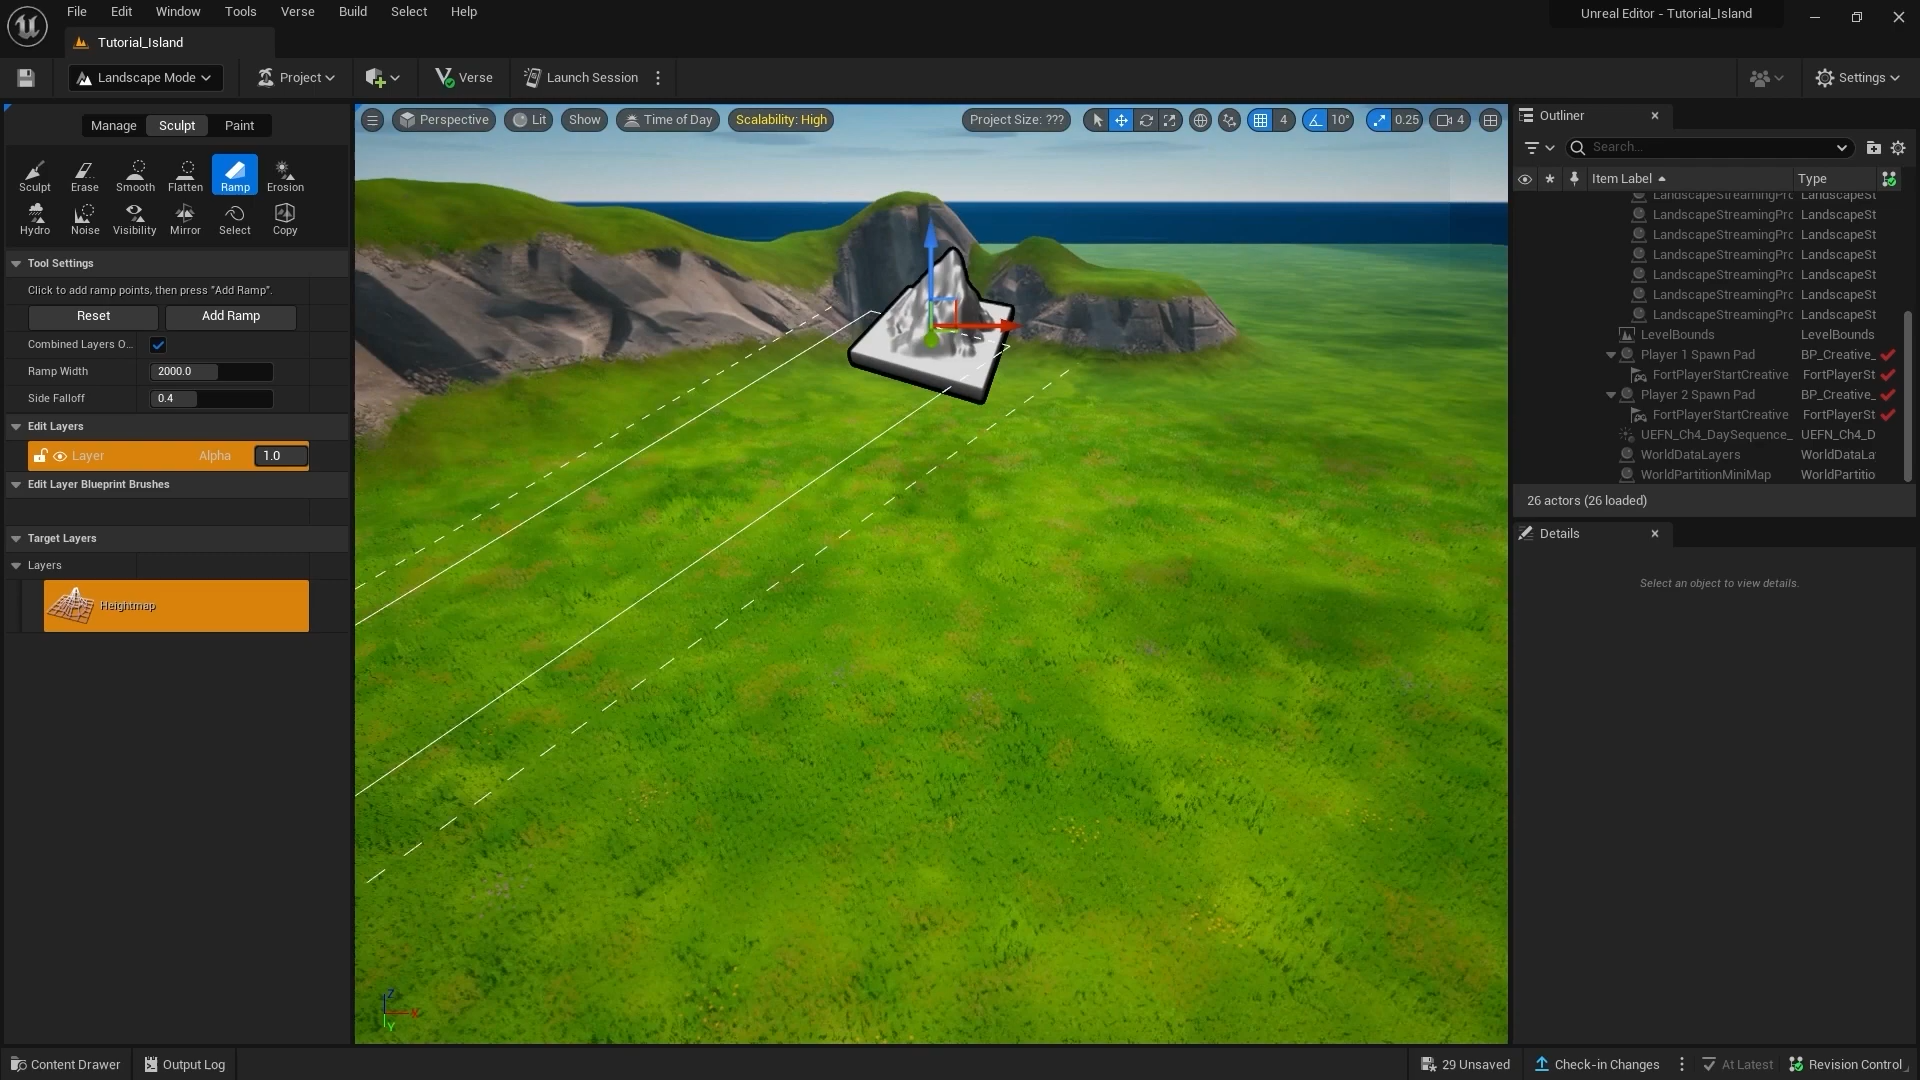 File Edit Window Tools Verse Build Select Help
Unreal Editor - Tutorial_Island
Tutorial_Island
Landscape Mode Project Verse Launch Session Settings
Manage Sculpt Paint
Sculpt Erase Smooth Flatten Ramp Erosion
Hydro Noise Visibility Mirror Select Copy
Tool Settings
Click to add ramp points, then press "Add Ramp".
Reset Add Ramp
Combined Layers O...
Ramp Width 2000.0
Side Falloff 0.4
Edit Layers
Layer Alpha 1.0
Edit Layer Blueprint Brushes
Target Layers
Layers
Heightmap
Perspective Lit Show Time of Day Scalability: High Project Size: ??? 4 10° 0.25 4
Z
X
Y
Outliner
Search...
Item Label Type
LandscapeStreamingPrc LandscapeSt
LandscapeStreamingPrc LandscapeSt
LandscapeStreamingPrc LandscapeSt
LandscapeStreamingPrc LandscapeSt
LandscapeStreamingPrc LandscapeSt
LandscapeStreamingPrc LandscapeSt
LandscapeStreamingPrc LandscapeSt
LevelBounds LevelBounds
Player 1 Spawn Pad BP_Creative_
FortPlayerStartCreative FortPlayerSt
Player 2 Spawn Pad BP_Creative_
FortPlayerStartCreative FortPlayerSt
UEFN_Ch4_DaySequence_ UEFN_Ch4_D
WorldDataLayers WorldDataLa
WorldPartitionMiniMap WorldPartitio
26 actors (26 loaded)
Details
Select an object to view details.
Content Drawer Output Log 29 Unsaved Check-in Changes At Latest Revision Control